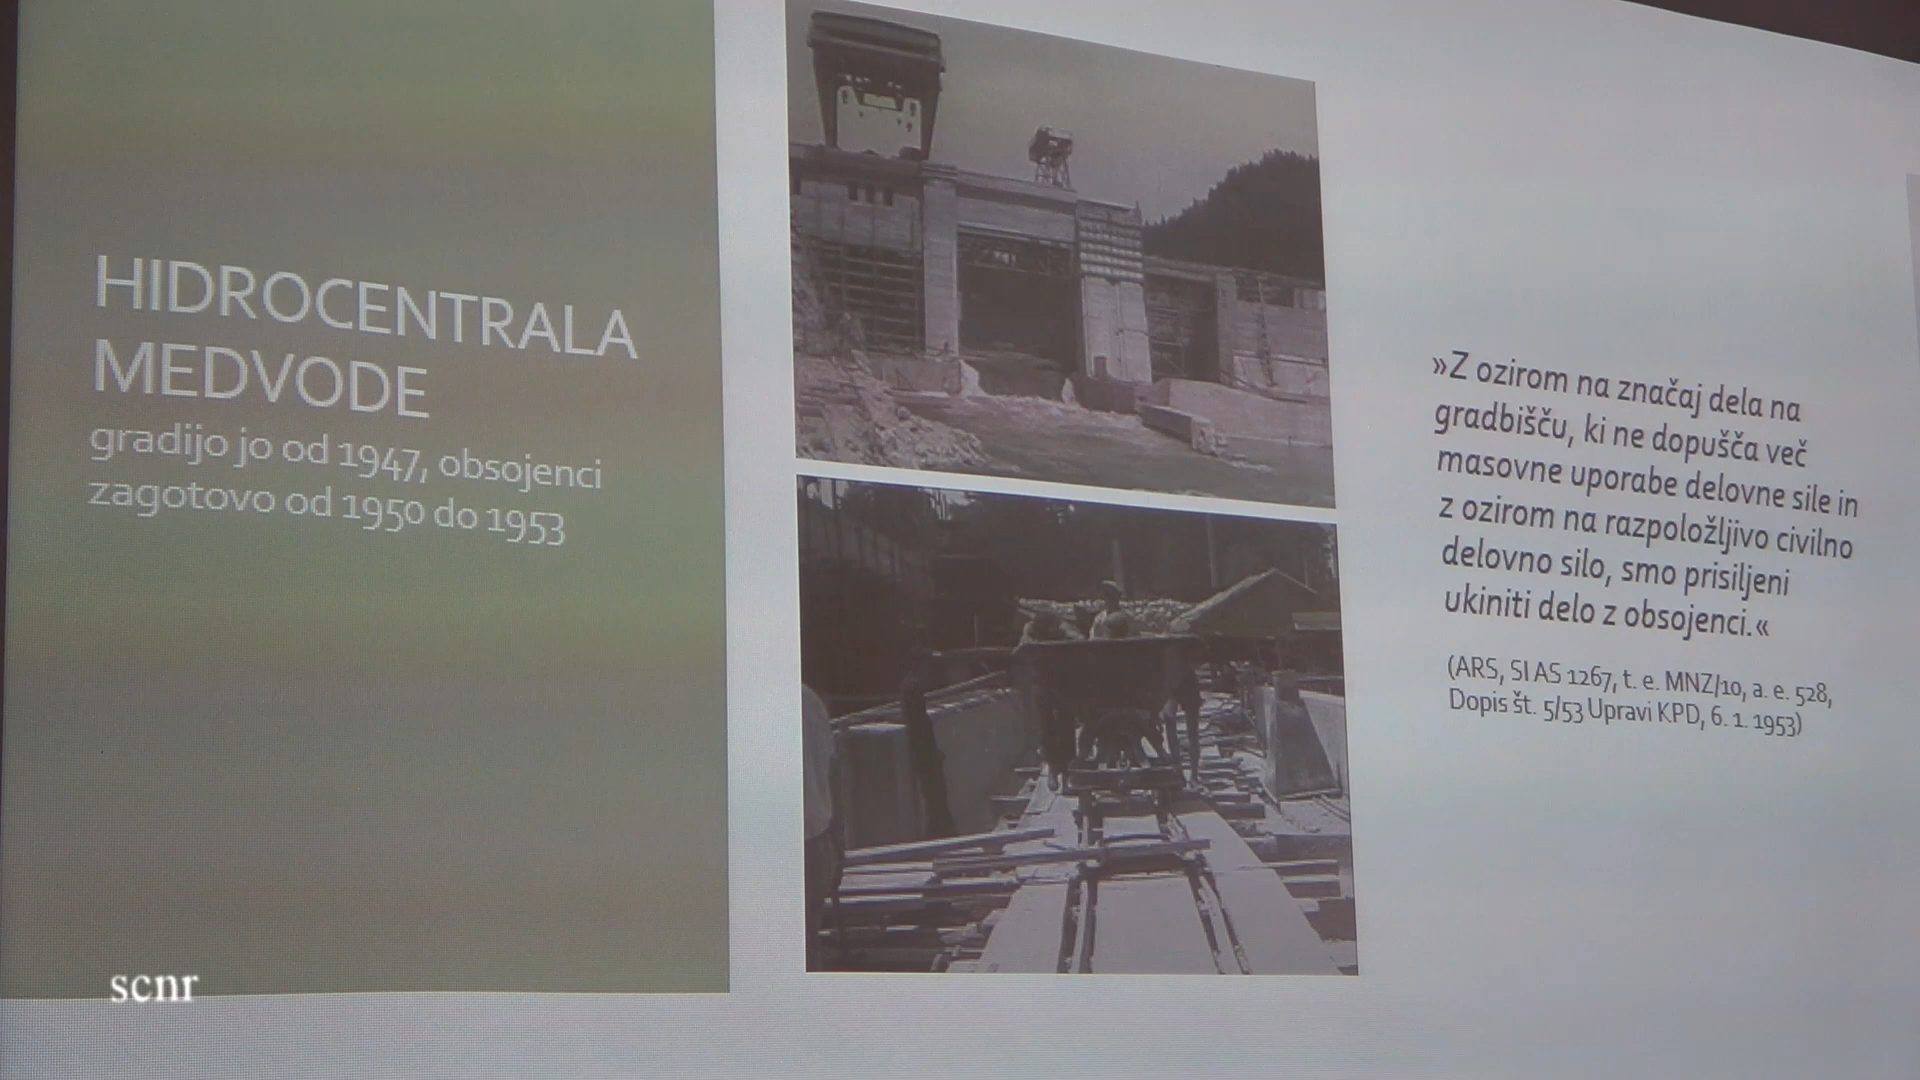 HIDROCENTRALA
MEDVODE
gradijo jo od 1947, obsojenci
zagotovo od 1950 do 1953
»Z ozirom na značaj dela na
gradbišču, ki ne dopušča več
masovne uporabe delovne sile in
z ozirom na razpoložljivo civilno
delovno silo, smo prisiljeni
ukiniti delo z obsojenci.«
(ARS, SI AS 1267, t. e. MNZ/10, a. e. 528,
Dopis št. 5/53 Upravi KPD, 6. 1. 1953)
scnr